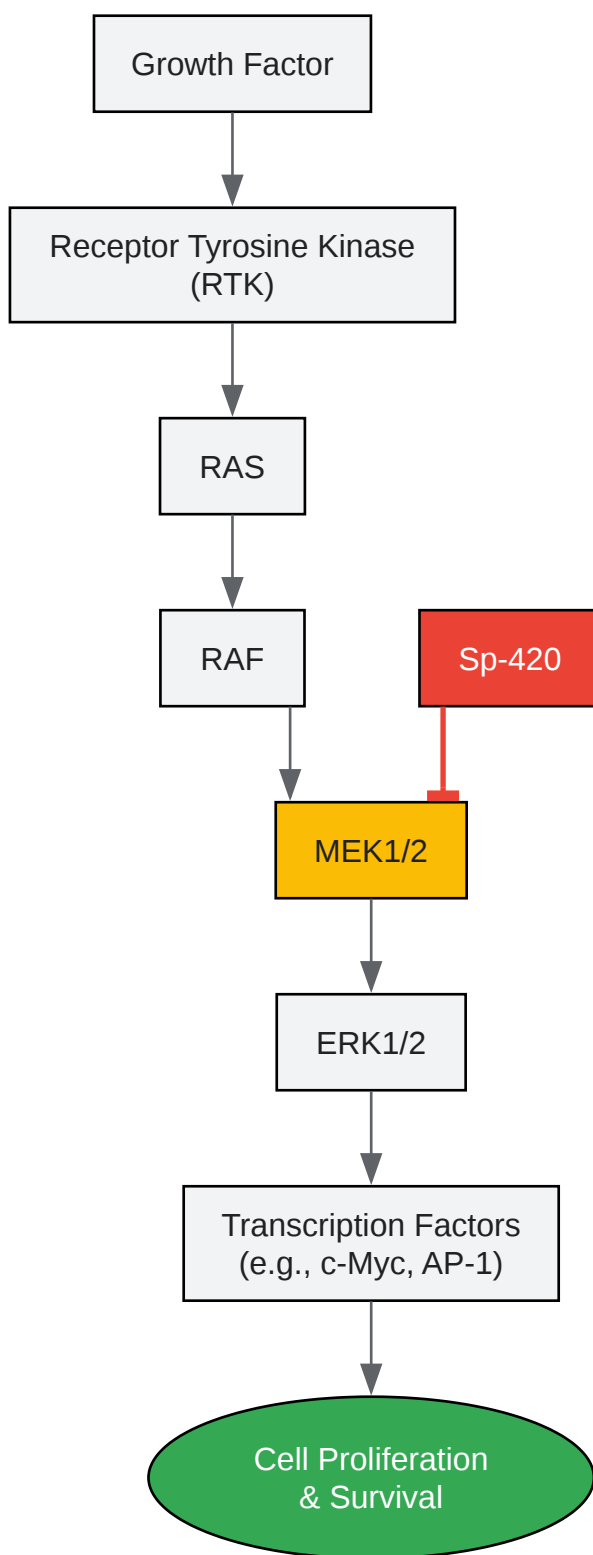 Growth Factor
Receptor Tyrosine Kinase
(RTK)
RAS
RAF
Sp-420
MEK1/2
ERK1/2
Transcription Factors
(e.g., c-Myc, AP-1)
Cell Proliferation
& Survival